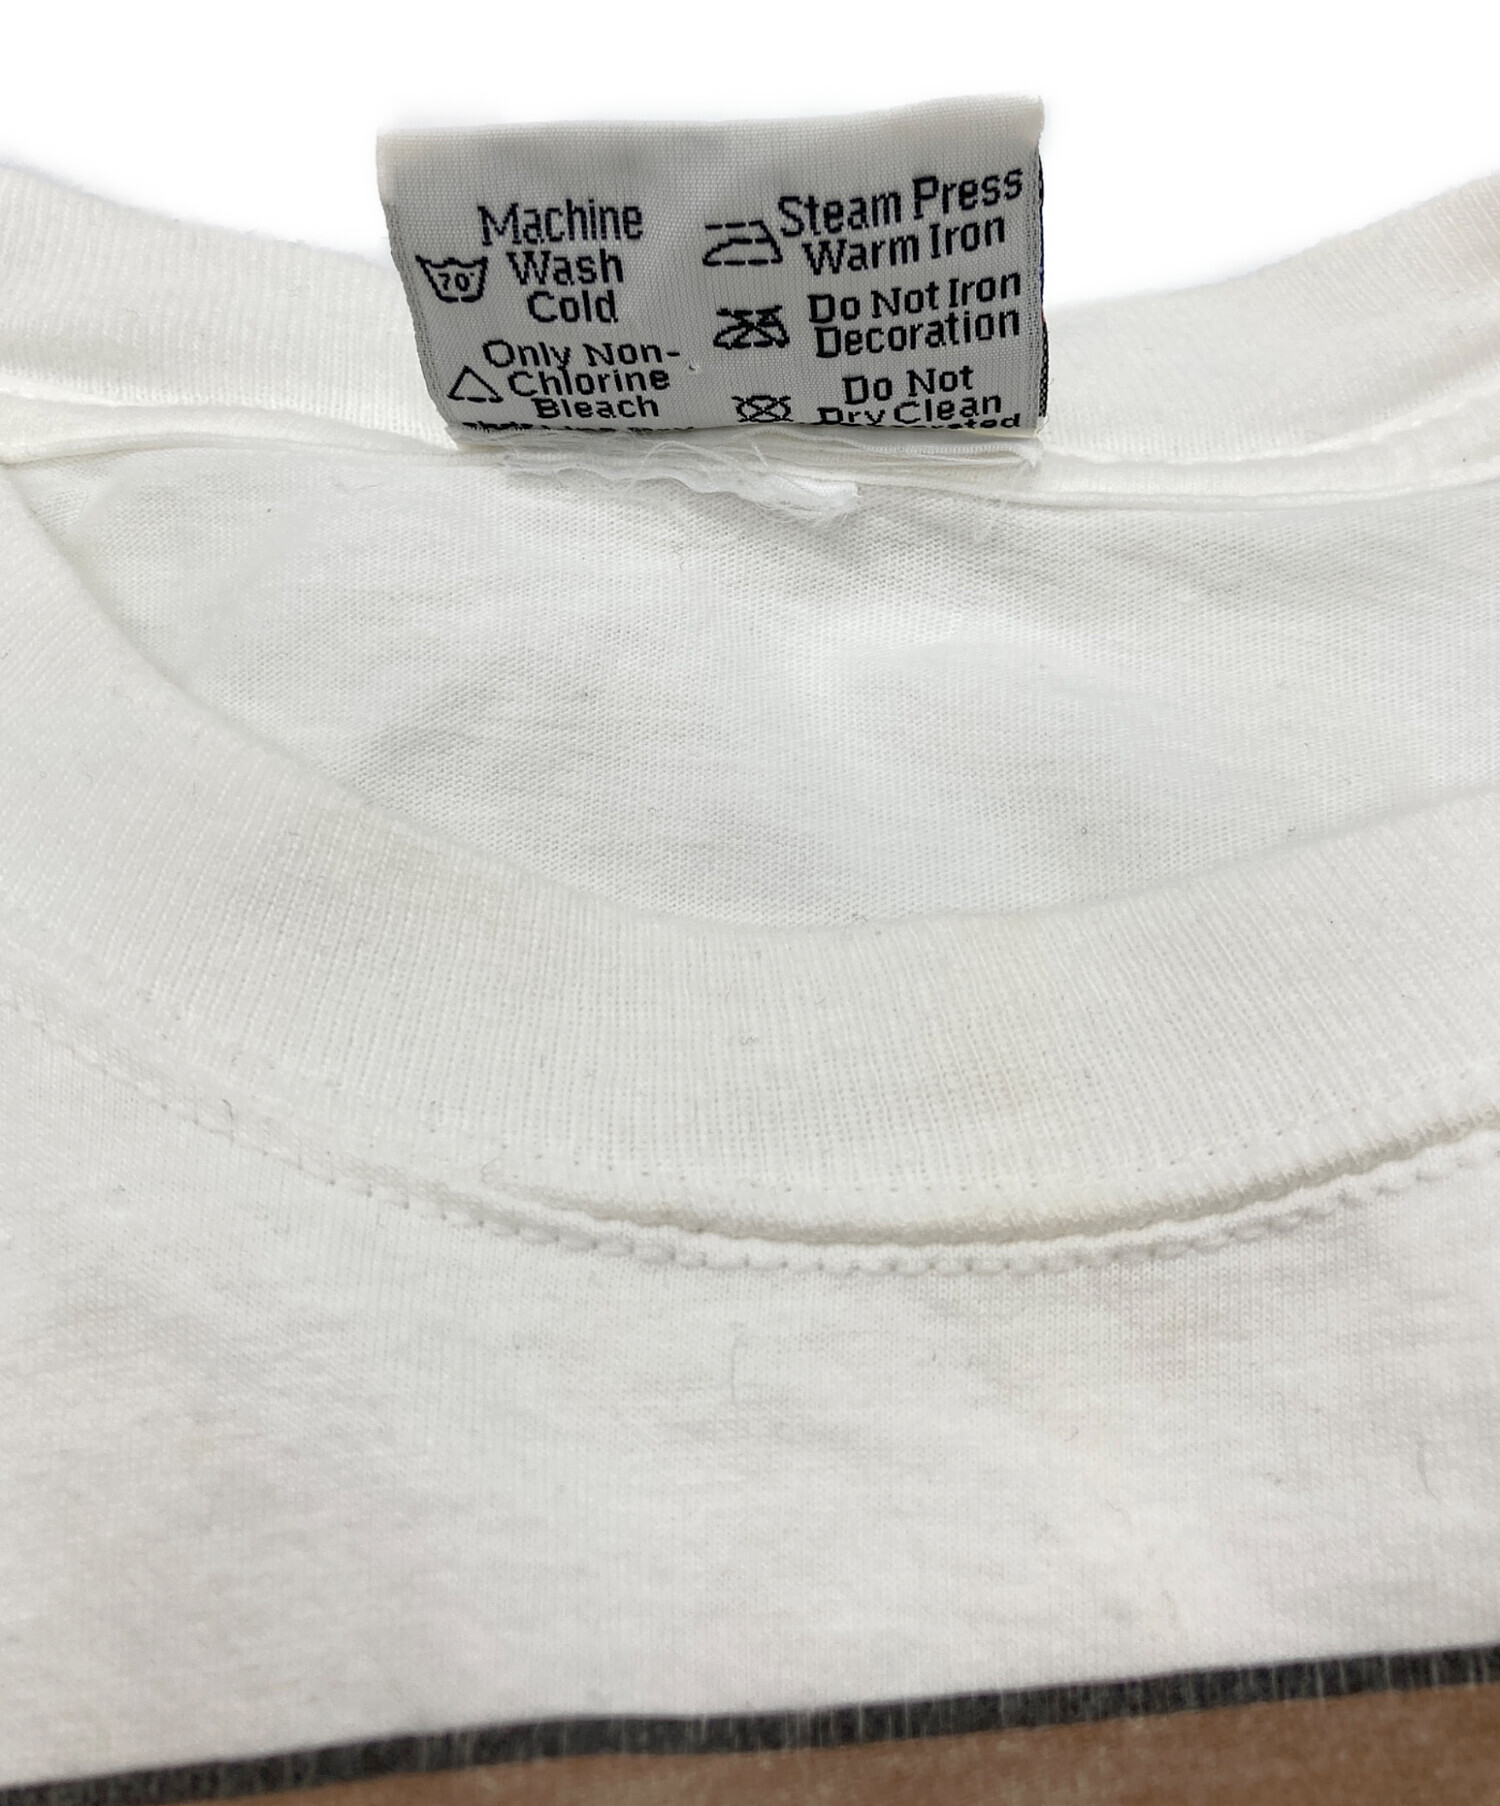 Machine
Wash
70°
Cold
Only Non-
Chlorine
Bleach
Steam Press
Warm Iron
Do Not Iron
Decoration
Do Not
Dry Clean